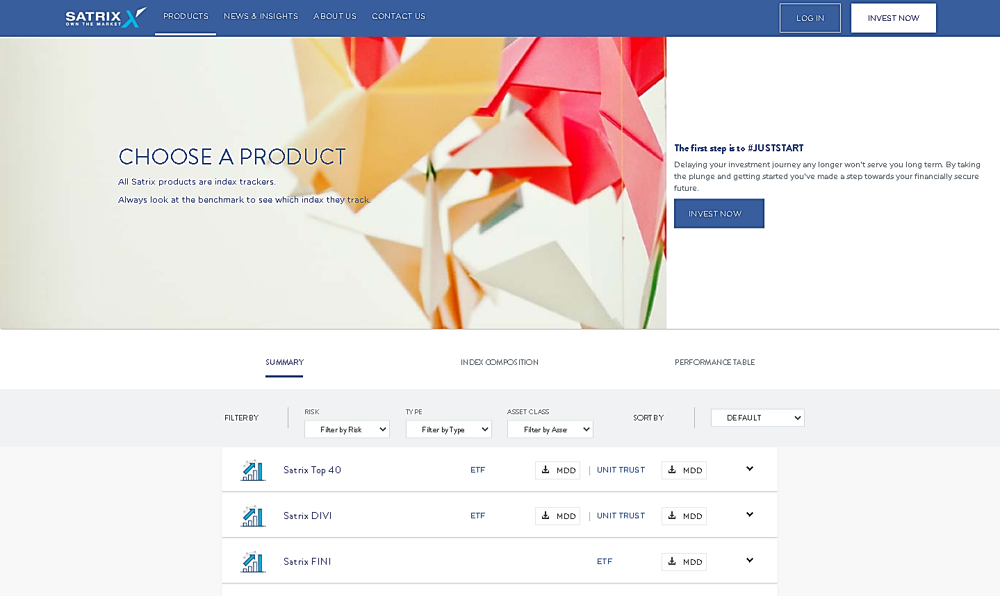 SATRIX
OWN THE MARKET
PRODUCTS
NEWS & INSIGHTS
ABOUT US
CONTACT US
LOG IN
INVEST NOW
CHOOSE A PRODUCT
All Satrix products are index trackers.
Always look at the benchmark to see which index they track.
The first step is to #JUSTSTART
Delaying your investment journey any longer won't serve you long term. By taking
the plunge and getting started you've made a step towards your financially secure
future.
INVEST NOW
SUMMARY
INDEX COMPOSITION
PERFORMANCE TABLE
FILTER BY
RISK
Filter by Risk
TYPE
Filter by Type
ASSET CLASS
Filter by Asse
SORT BY
DEFAULT
Satrix Top 40
ETF
MDD
UNIT TRUST
MDD
Satrix DIVI
ETF
MDD
UNIT TRUST
MDD
Satrix FINI
ETF
MDD